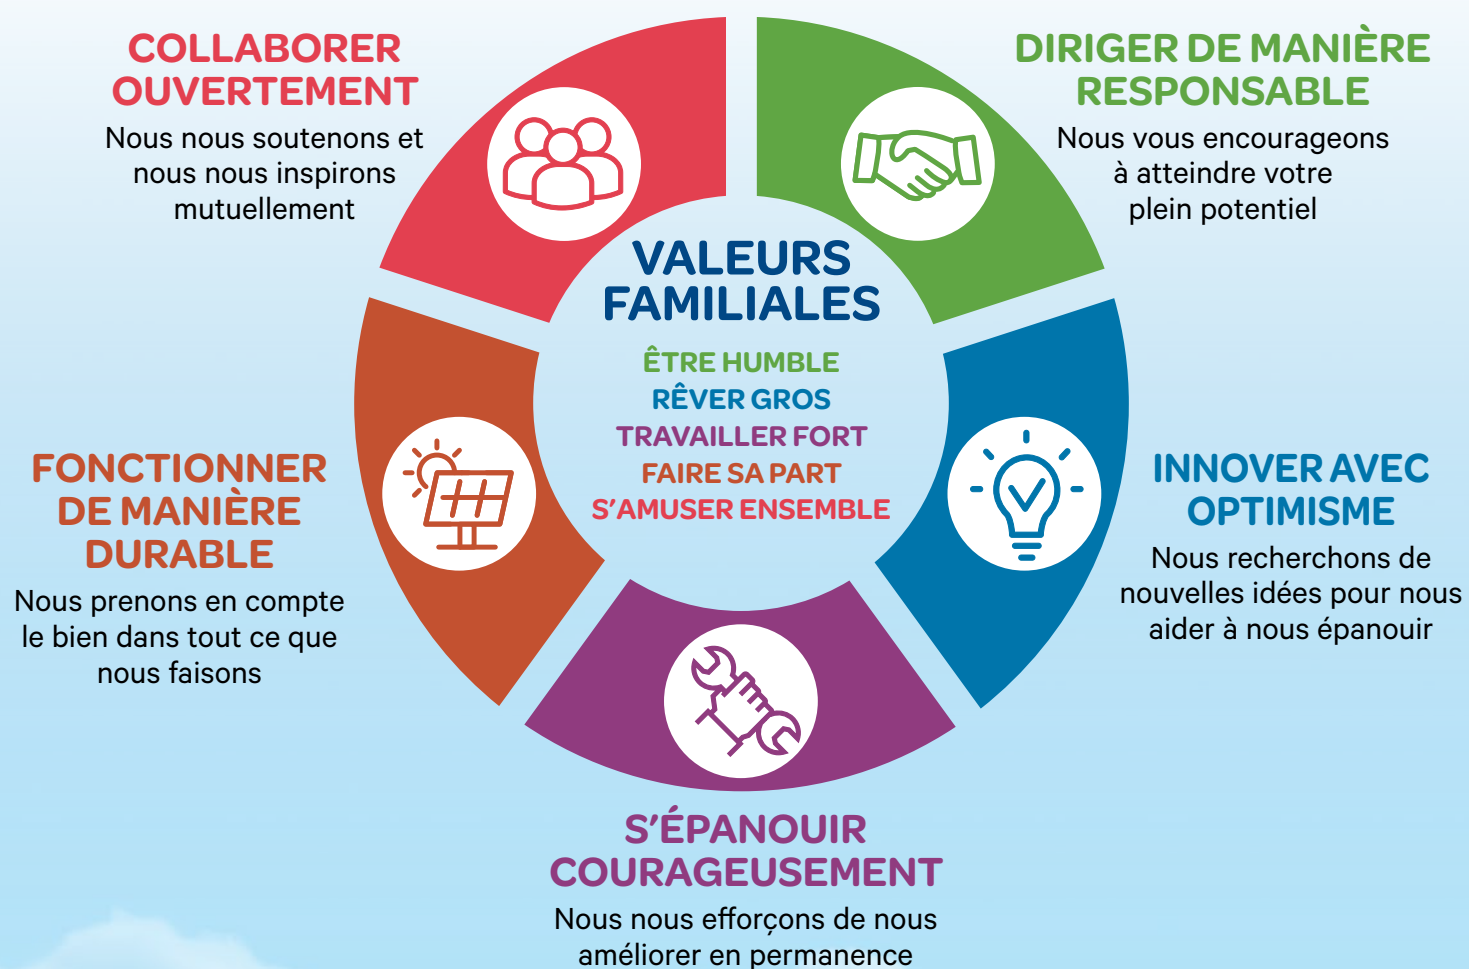 COLLABORER
OUVERTEMENT
Nous nous soutenons et
nous nous inspirons
mutuellement
DIRIGER DE MANIÈRE
RESPONSABLE
Nous vous encourageons
à atteindre votre
plein potentiel
VALEURS
FAMILIALES
ÊTRE HUMBLE
RÊVER GROS
TRAVAILLER FORT
FAIRE SA PART
S'AMUSER ENSEMBLE
FONCTIONNER
DE MANIÈRE
DURABLE
Nous prenons en compte
le bien dans tout ce que
nous faisons
INNOVER AVEC
OPTIMISME
Nous recherchons de
nouvelles idées pour nous
aider à nous épanouir
S'ÉPANOUIR
COURAGEUSEMENT
Nous nous efforçons de nous
améliorer en permanence